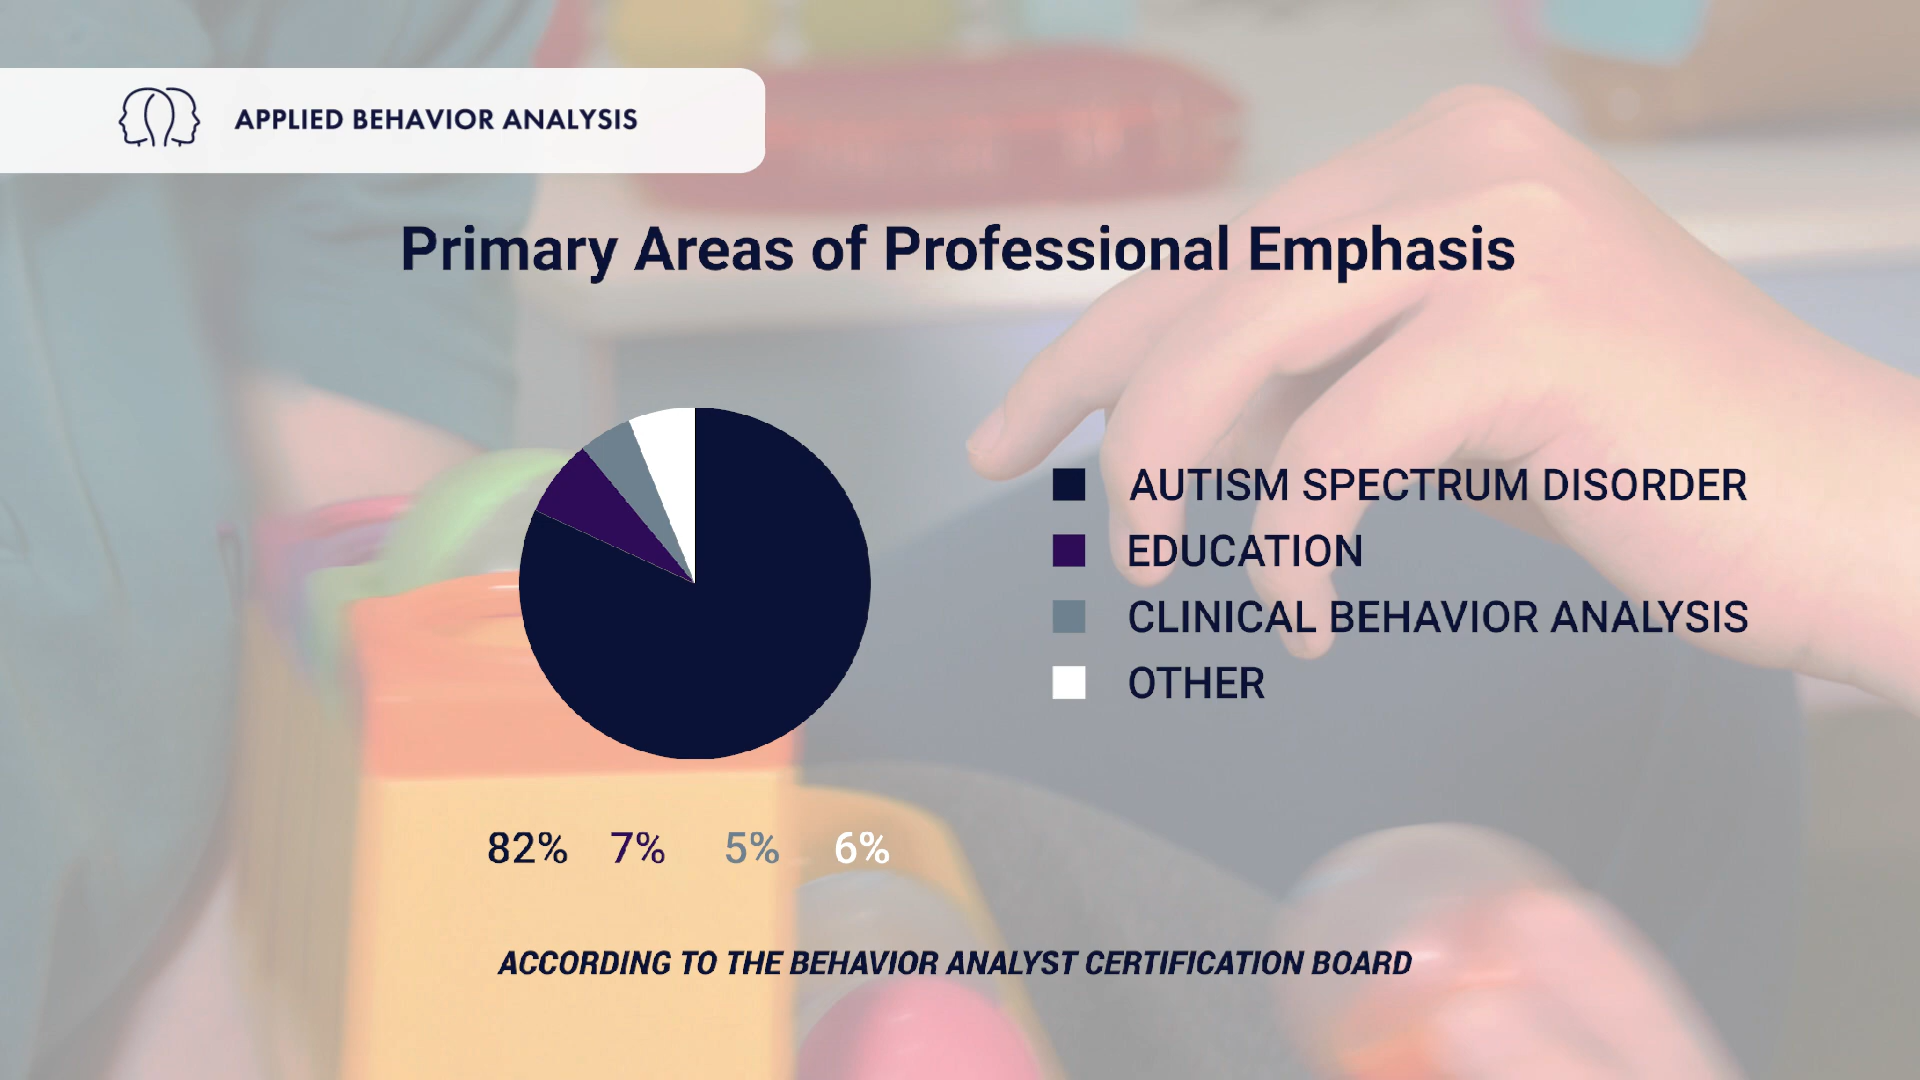 APPLIED BEHAVIOR ANALYSIS
Primary Areas of Professional Emphasis
AUTISM SPECTRUM DISORDER
EDUCATION
CLINICAL BEHAVIOR ANALYSIS
OTHER
82% 7% 5% 6%
ACCORDING TO THE BEHAVIOR ANALYST CERTIFICATION BOARD